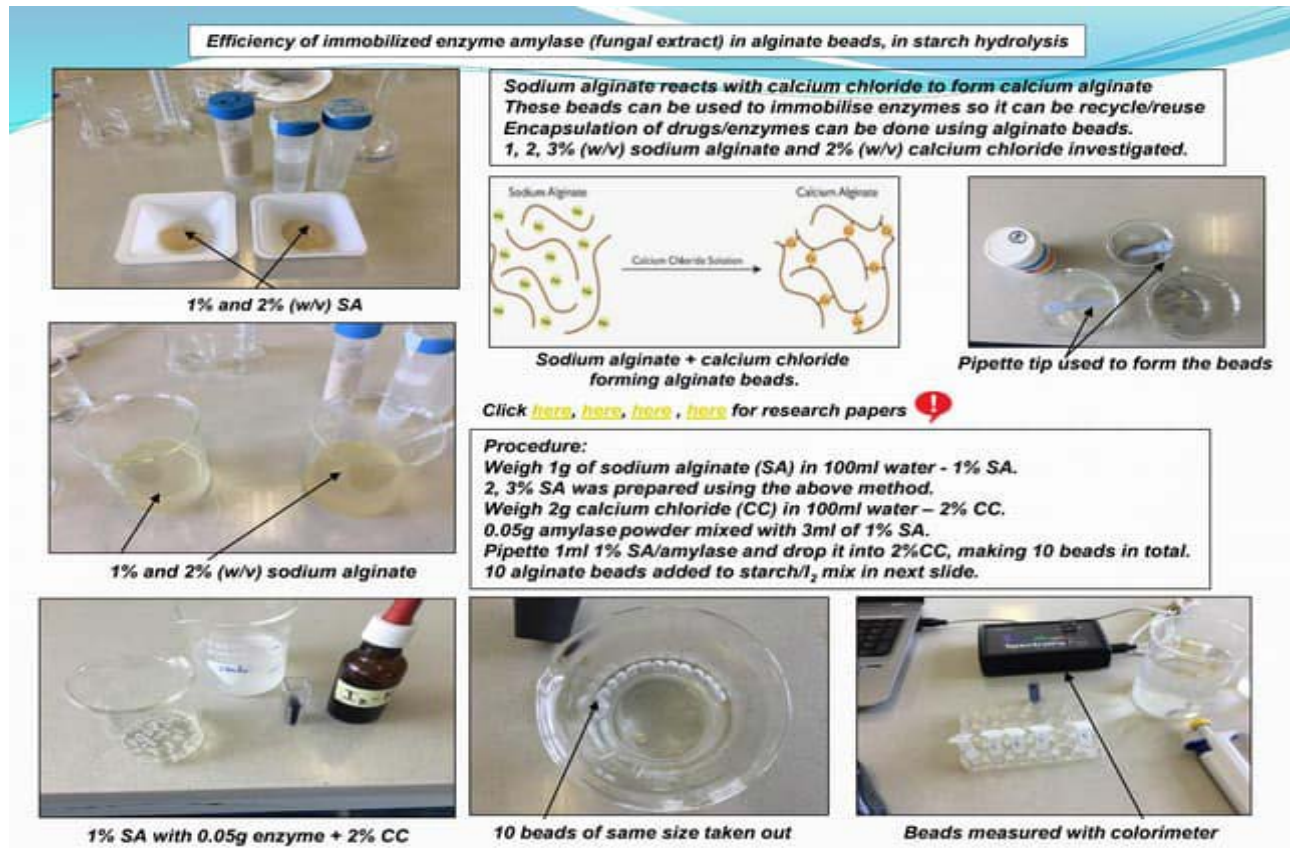 Efficiency of immobilized enzyme amylase (fungal extract) in alginate beads, in starch hydrolysis
Sodium alginate reacts with calcium chloride to form calcium alginate
These beads can be used to immobilise enzymes so it can be recycle/reuse
Encapsulation of drugs/enzymes can be done using alginate beads.
1, 2, 3% (w/v) sodium alginate and 2% (w/v) calcium chloride investigated.
1% and 2% (w/v) SA
Sodium Alginate
Calcium Chloride Solution
Calcium Alginate
Sodium alginate + calcium chloride
forming alginate beads.
Pipette tip used to form the beads
Click here, here, here , here for research papers
!
1% and 2% (w/v) sodium alginate
Procedure:
Weigh 1g of sodium alginate (SA) in 100ml water - 1% SA.
2, 3% SA was prepared using the above method.
Weigh 2g calcium chloride (CC) in 100ml water – 2% CC.
0.05g amylase powder mixed with 3ml of 1% SA.
Pipette 1ml 1% SA/amylase and drop it into 2%CC, making 10 beads in total.
10 alginate beads added to starch/I₂ mix in next slide.
1% SA with 0.05g enzyme + 2% CC
10 beads of same size taken out
Beads measured with colorimeter